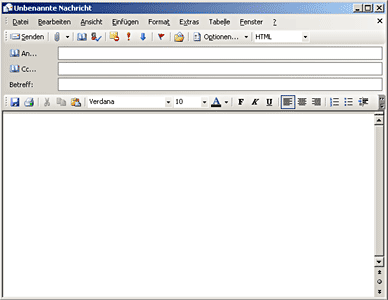 Unbenannte Nachricht
Datei Bearbeiten Ansicht Einfügen Format Extras Tabelle Fenster ?
Senden Optionen... HTML
An...
Cc...
Betreff:
Verdana 10 A F K U